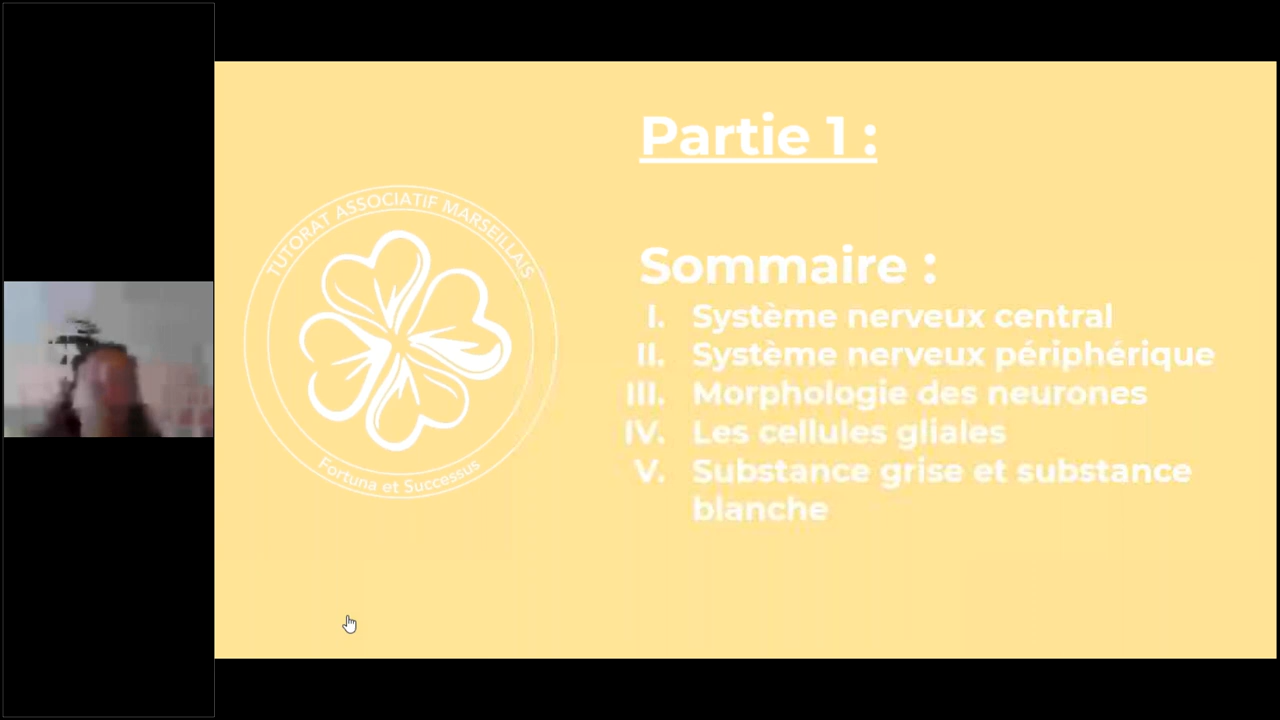 Partie 1 :
TUTORAT ASSOCIATIF MARSEILLAIS
Fortuna et Successus
Sommaire :
I. Système nerveux central
II. Système nerveux périphérique
III. Morphologie des neurones
IV. Les cellules gliales
V. Substance grise et substance
blanche